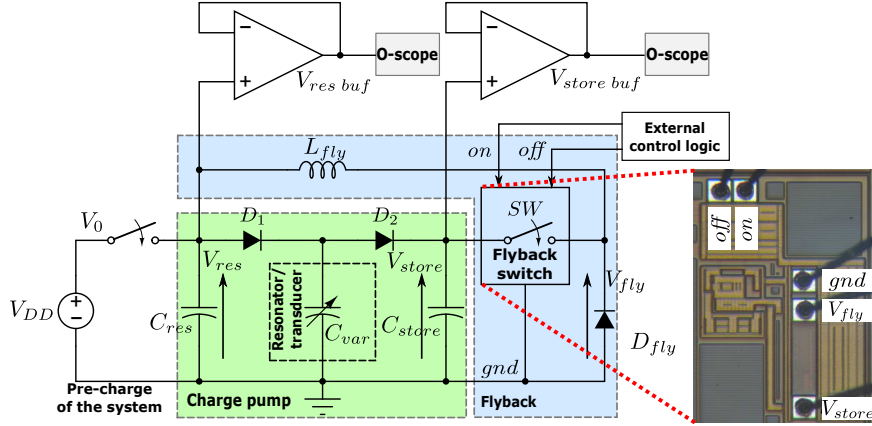 O-scope
V_res buf
O-scope
V_store buf
External
control logic
L_fly
on
off
V_0
D_1
D_2
SW
Flyback
switch
V_res
V_store
V_fly
V_DD
C_res
Resonator/
transducer
C_var
C_store
D_fly
gnd
Pre-charge
of the system
Charge pump
Flyback
off
on
gnd
V_fly
V_store